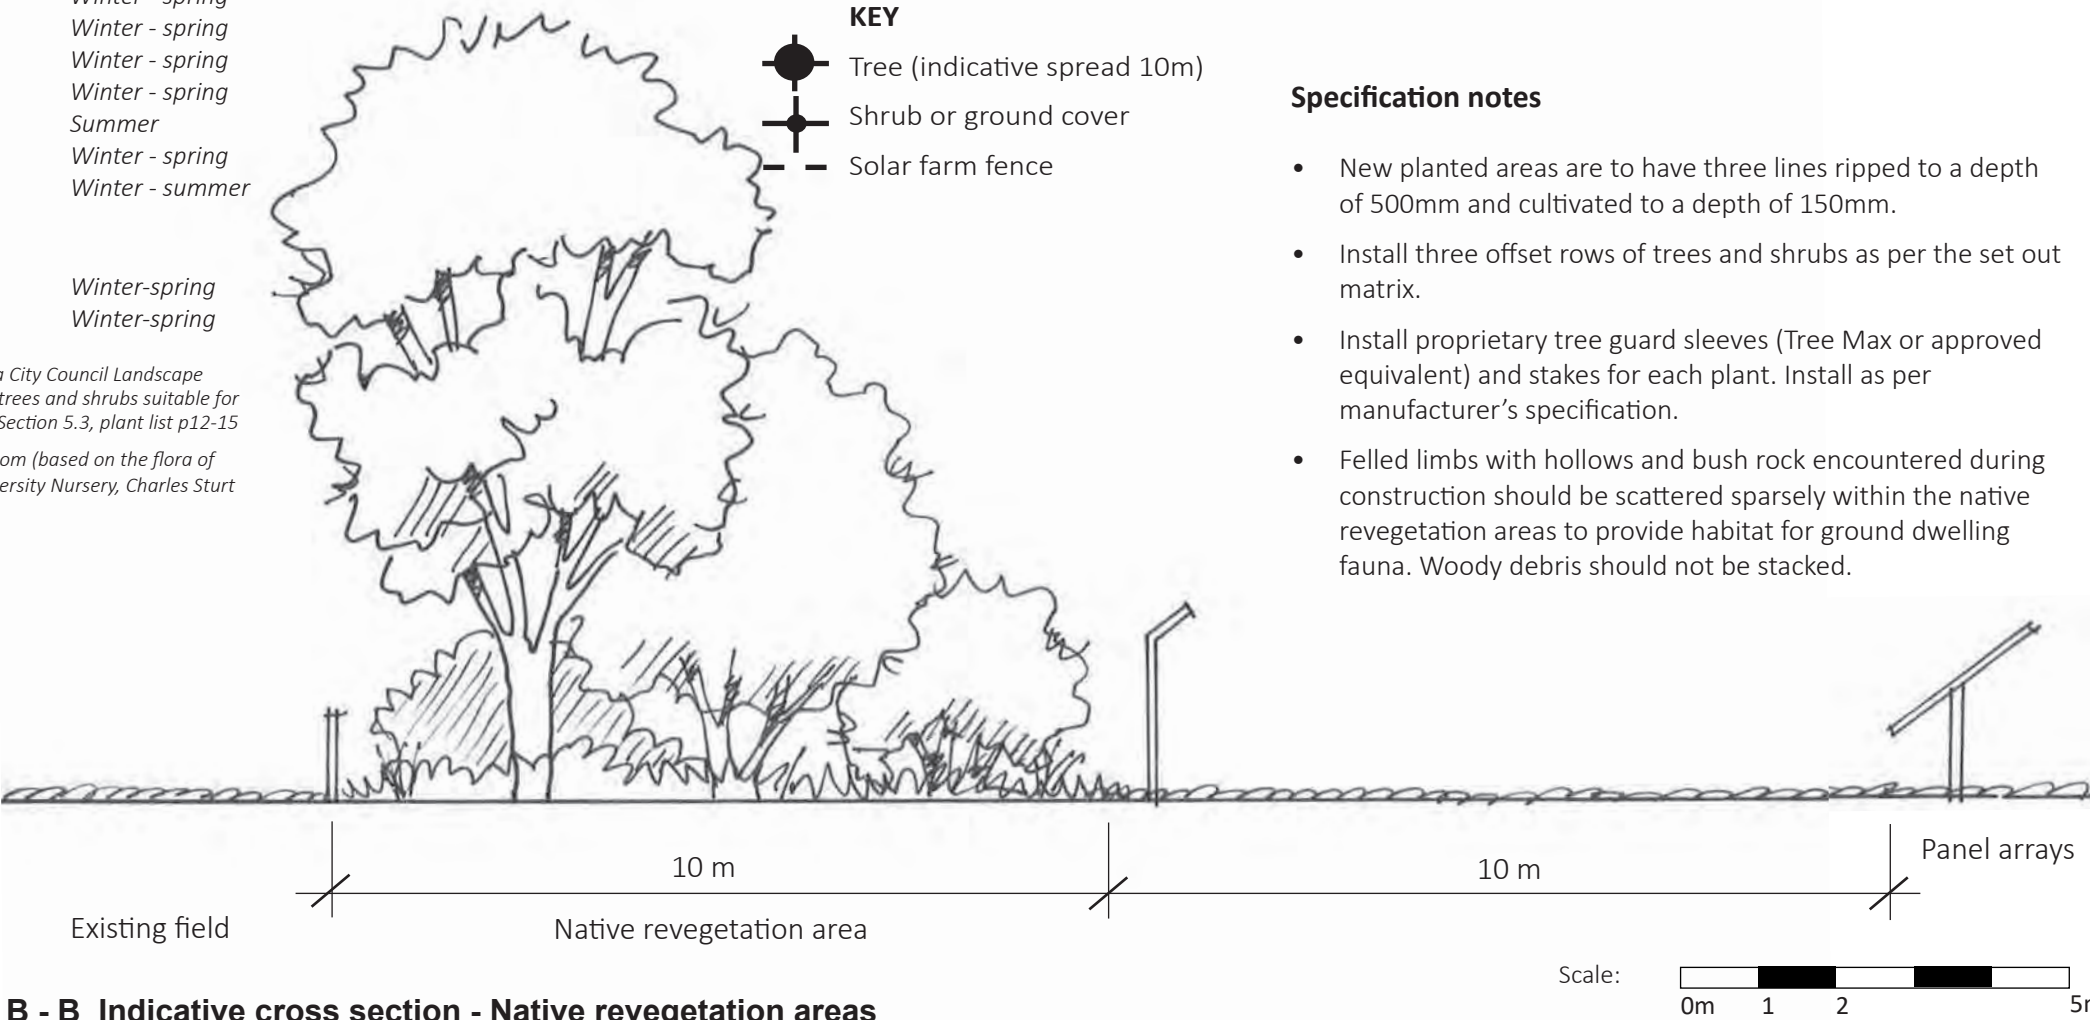 Winter - spring
Winter - spring
Winter - spring
Winter - spring
Summer
Winter - spring
Winter - summer
Winter-spring
Winter-spring
a City Council Landscape
trees and shrubs suitable for
Section 5.3, plant list p12-15
om (based on the flora of
ersity Nursery, Charles Sturt
KEY
Tree (indicative spread 10m)
Shrub or ground cover
Solar farm fence
Specification notes
• New planted areas are to have three lines ripped to a depth
of 500mm and cultivated to a depth of 150mm.
• Install three offset rows of trees and shrubs as per the set out
matrix.
• Install proprietary tree guard sleeves (Tree Max or approved
equivalent) and stakes for each plant. Install as per
manufacturer's specification.
• Felled limbs with hollows and bush rock encountered during
construction should be scattered sparsely within the native
revegetation areas to provide habitat for ground dwelling
fauna. Woody debris should not be stacked.
10 m
10 m
Panel arrays
Existing field
Native revegetation area
Scale:
0m 1 2 5m
B - B Indicative cross section - Native revegetation areas